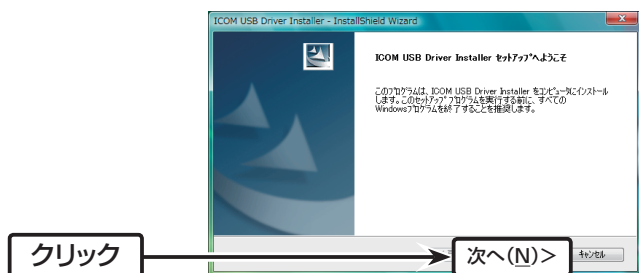 ICOM USB Driver Installer - InstallShield Wizard
ICOM USB Driver Installer セットアップへようこそ
このプログラムは、ICOM USB Driver Installer をコンピュータにインストール
します。このセットアップ プログラムを実行する前に、すべての
Windowsプログラムを終了することを推奨します。
クリック
次へ(N)>
キャンセル